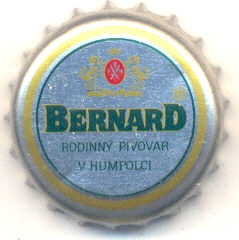 BERNARD
RODINNÝ PIVOVAR
V HUMPOLCI